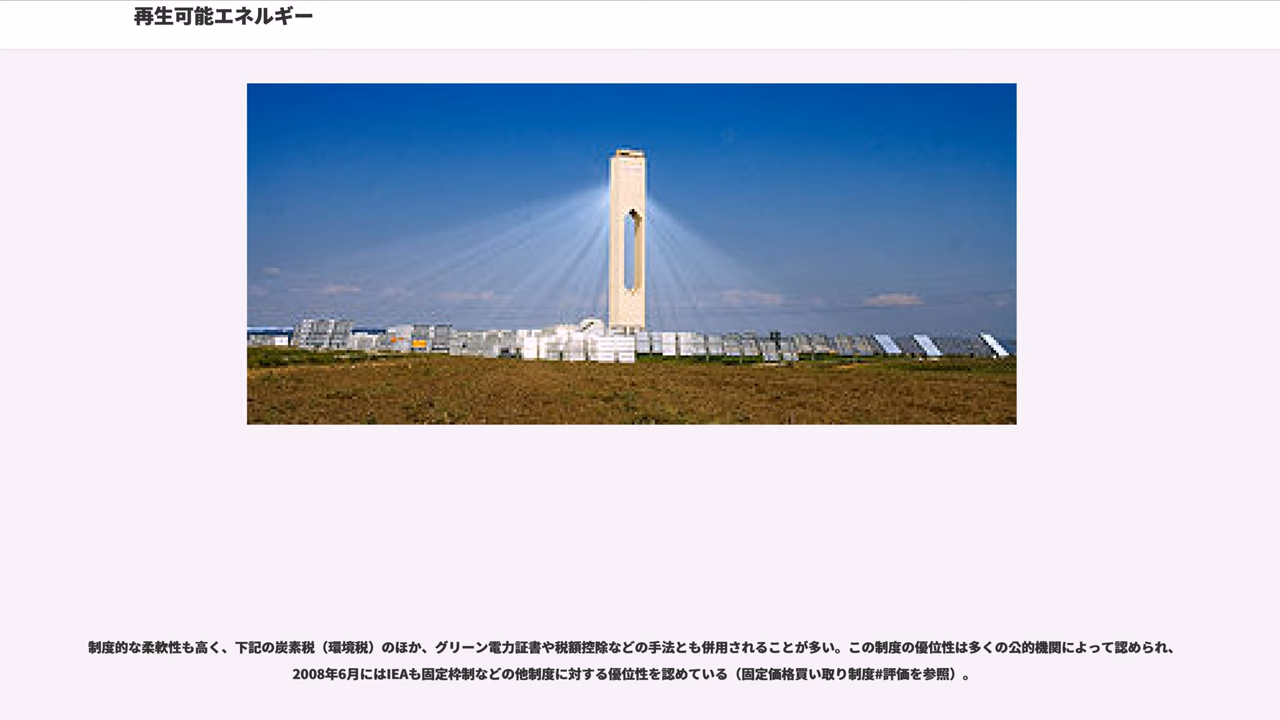 再生可能エネルギー
制度的な柔軟性も高く、下記の炭素税（環境税）のほか、グリーン電力証書や税額控除などの手法とも併用されることが多い。この制度の優位性は多くの公的機関によって認められ、
2008年6月にはIEAも固定枠制などの他制度に対する優位性を認めている（固定価格買い取り制度#評価を参照）。